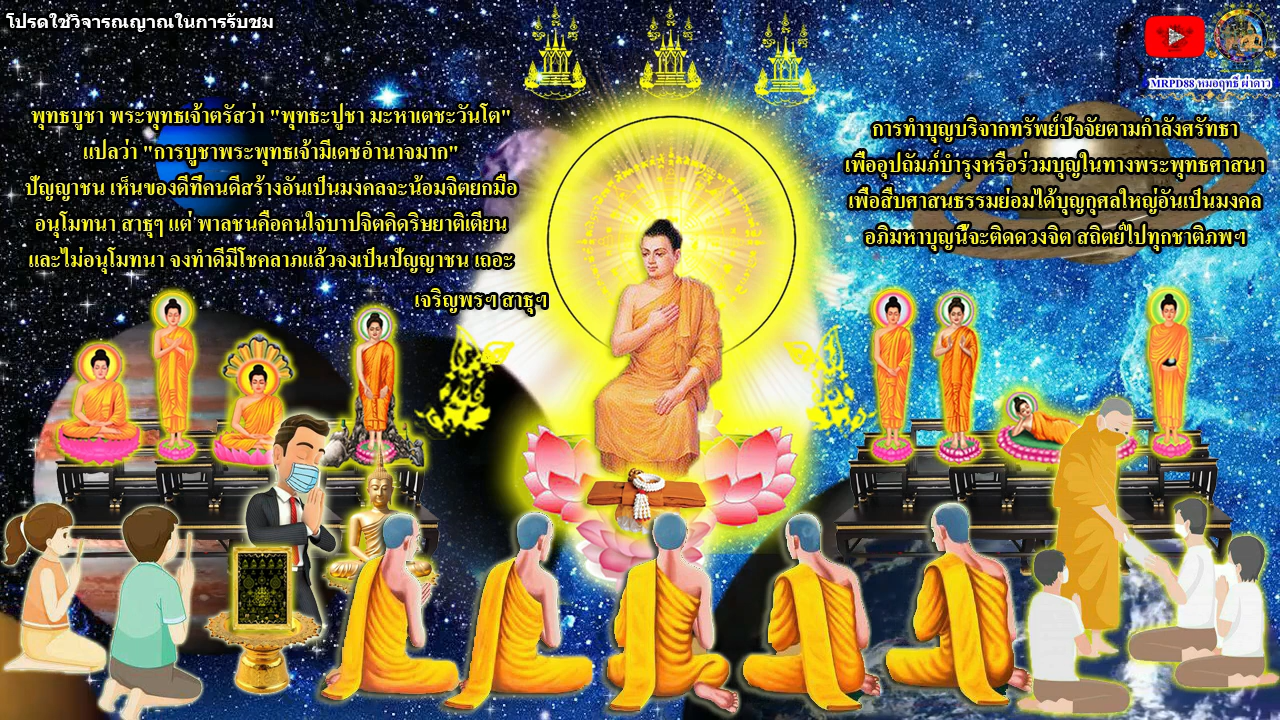 โปรดใช้วิจารณญาณในการรับชม
MRPD88 หมอฤทธิ์ ฝ่าดาว
พุทธบูชา พระพุทธเจ้าตรัสว่า "พุทธะปูชา มะหาเตชะวันโต"
แปลว่า "การบูชาพระพุทธเจ้ามีเดชอำนาจมาก"
ปัญญาชน เห็นของดีที่คนดีสร้างอันเป็นมงคลจะน้อมจิตยกมือ
อนุโมทนา สาธุๆ แต่ พาลชนคือคนใจบาปจิตคิดริษยาติเตียน
และไม่อนุโมทนา จงทำดีมีโชคลาภแล้วจงเป็นปัญญาชน เถอะ
เจริญพรฯ สาธุฯ
การทำบุญบริจากทรัพย์ปัจจัยตามกำลังศรัทธา
เพื่ออุปถัมภ์บำรุงหรือร่วมบุญในทางพระพุทธศาสนา
เพื่อสืบศาสนธรรมย่อมได้บุญกุศลใหญ่อันเป็นมงคล
อภิมหาบุญนี้จะติดดวงจิต สถิตย์ไปทุกชาติภพฯ